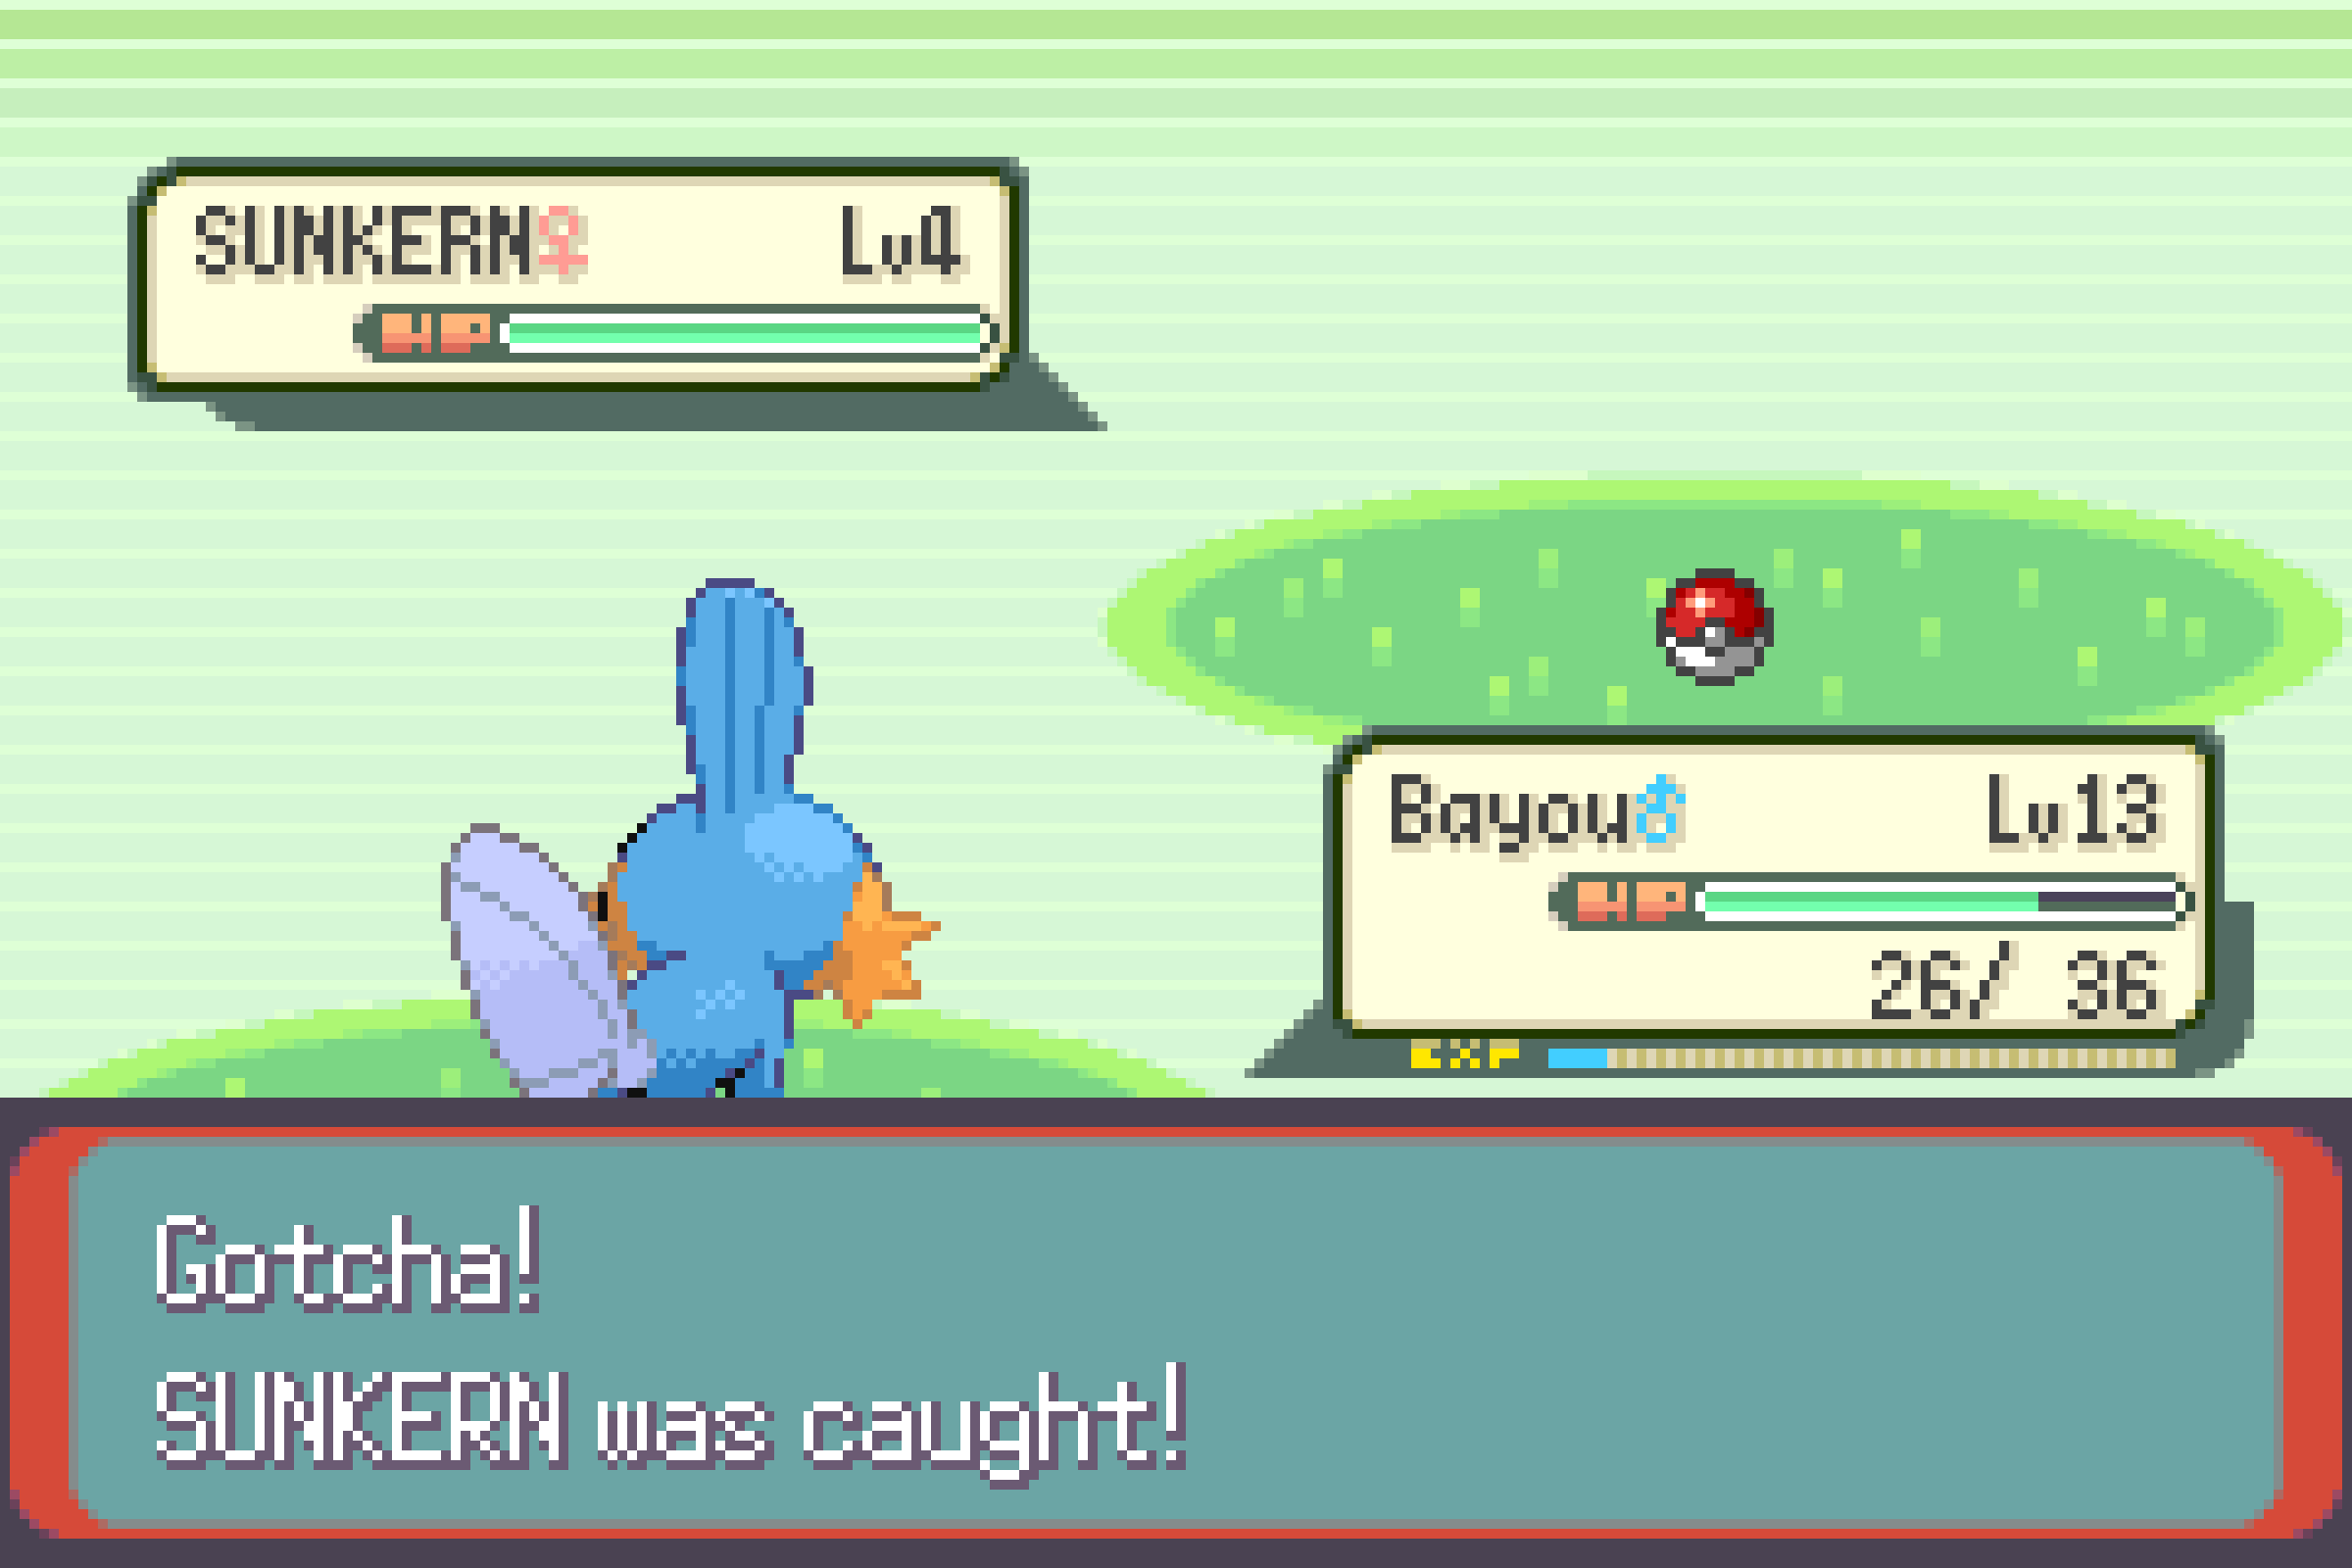 SUNKERN♀ Lv4
HP
Bayou♂ Lv13
HP
26/ 36
EXP
Gotcha!
SUNKERN was caught!